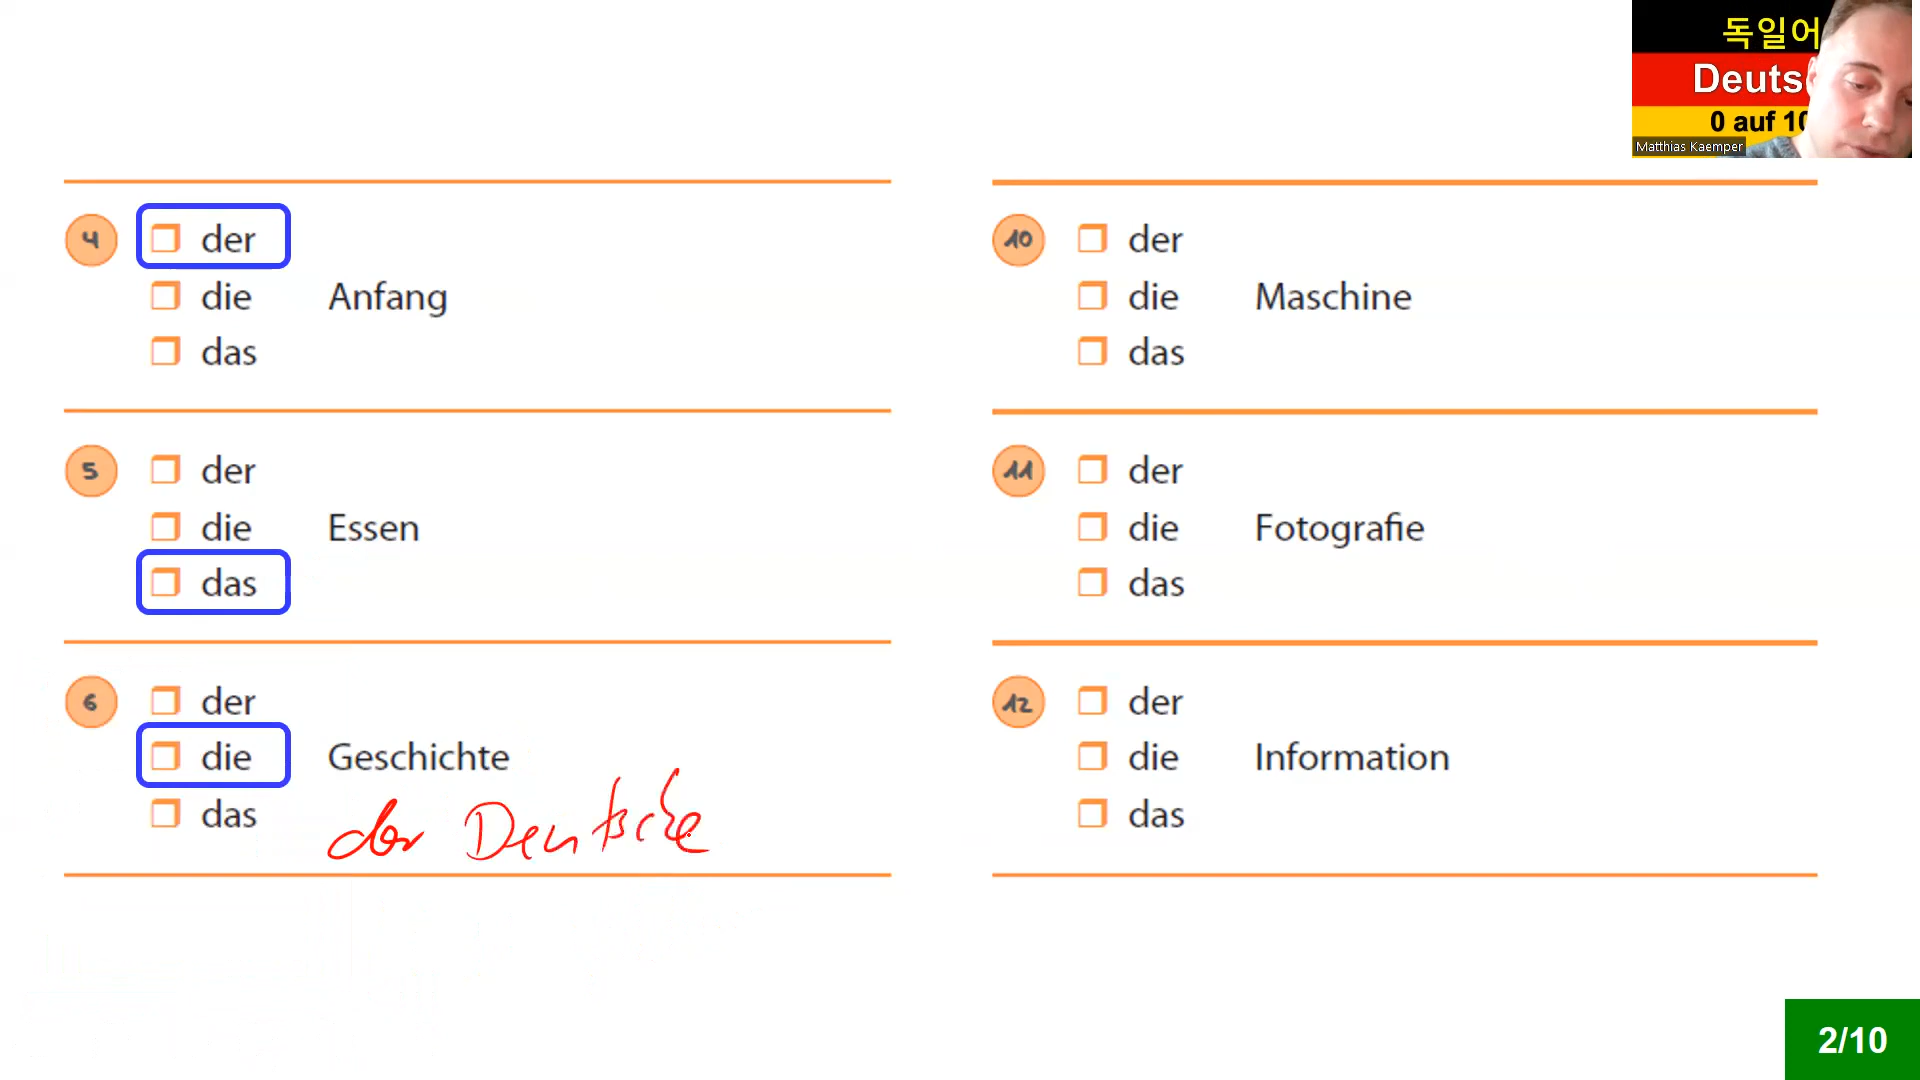 독일어
Deuts
0 auf 10
Matthias Kaemper
4
der
die Anfang
das
5
der
die Essen
das
6
der
die Geschichte
das
der Deutsche
10
der
die Maschine
das
11
der
die Fotografie
das
12
der
die Information
das
2/10